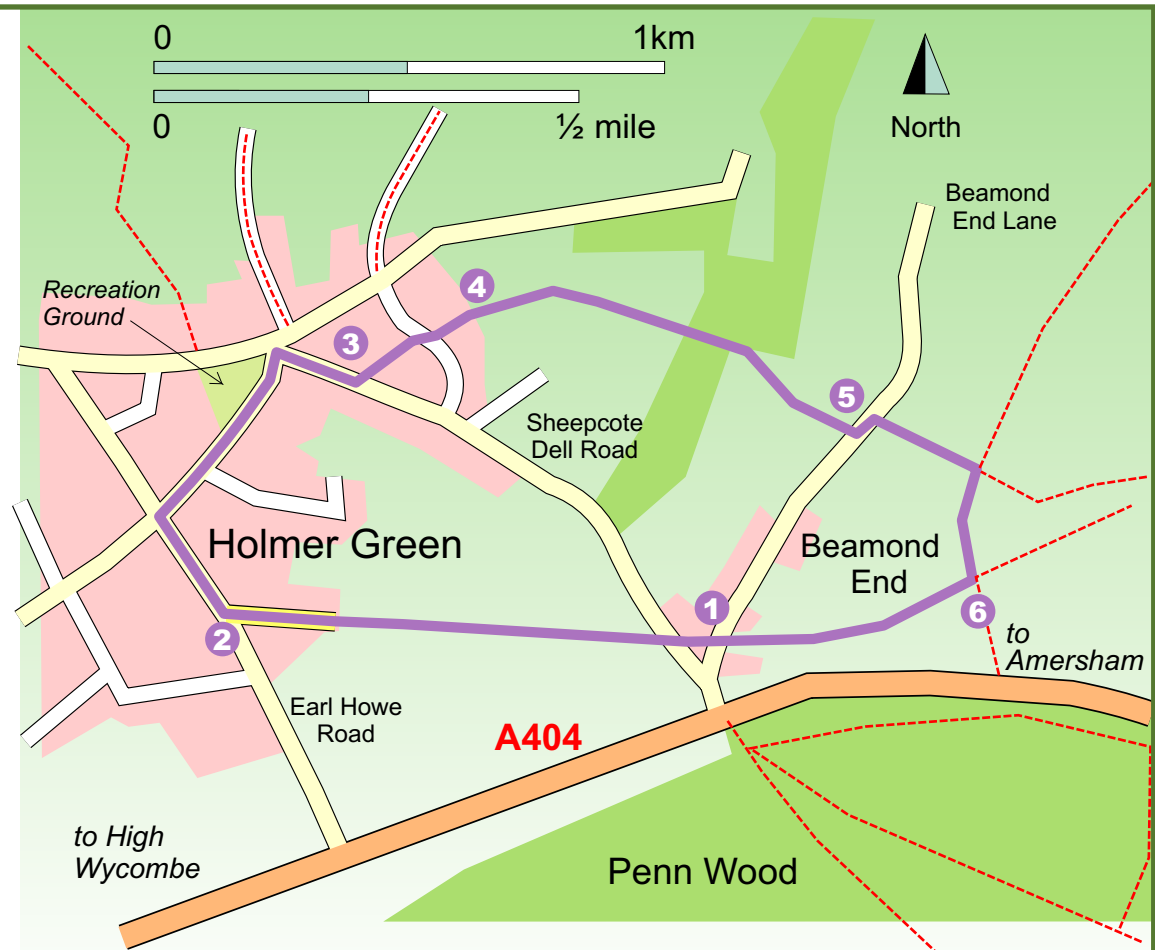 0 1km
0 ½ mile
North
Beamond
End Lane
Recreation
Ground
4
3
5
Sheepcote
Dell Road
Holmer Green
Beamond
End
1
2
6
to
Amersham
Earl Howe
Road
A404
to High
Wycombe
Penn Wood